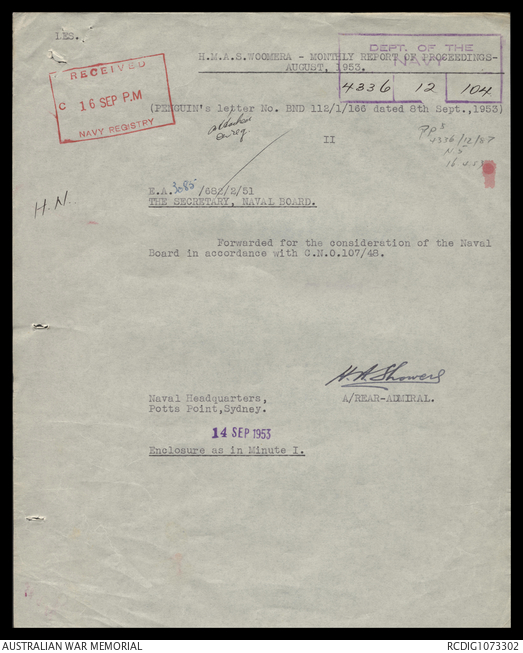 LES.
H.M.A.S.WOOMERA - MONTHLY REPORT OF PROCEEDINGS-
AUGUST, 1953.
DEPT. OF THE
NAVY
4336 12 104
RECEIVED
C 16 SEP P.M
NAVY REGISTRY
(PENGUIN's letter No. BND 112/1/166 dated 8th Sept.,1953)
II
H.N.
E.A. 3085 /682/2/51
THE SECRETARY, NAVAL BOARD.
Forwarded for the consideration of the Naval
Board in accordance with C.N.O.107/48.
H.A. Showers
Naval Headquarters,
Potts Point,Sydney.
A/REAR-ADMIRAL.
14 SEP 1953
Enclosure as in Minute I.
AUSTRALIAN WAR MEMORIAL
RCDIG1073302